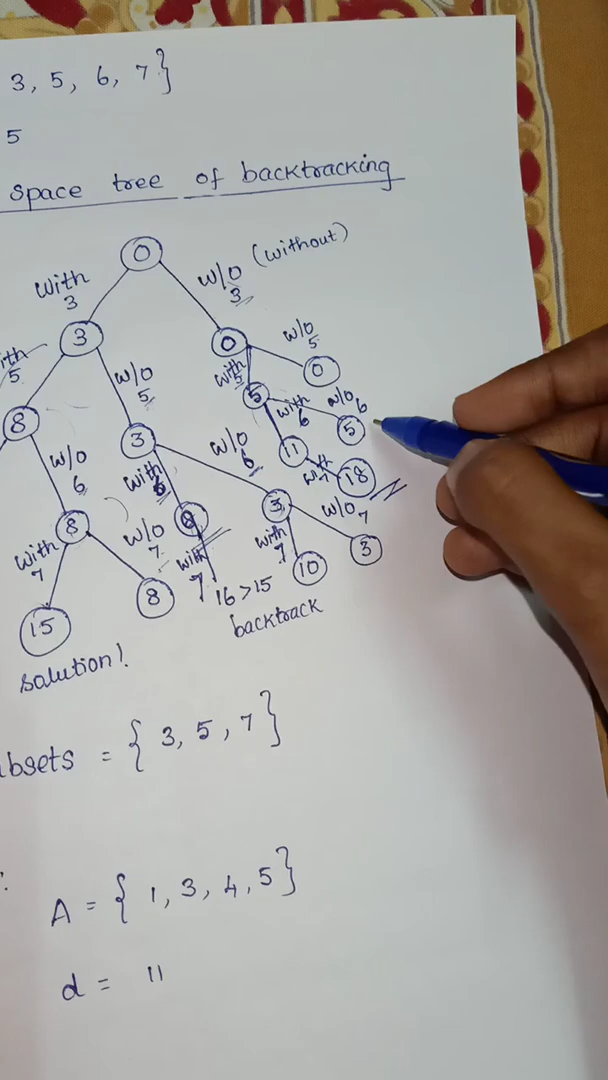 3, 5, 6, 7 }
5
space tree of backtracking
0
with 3
w/o 3
(without)
3
0
with 5
w/o 5
with 5
w/o 5
0
8
5
with 6
w/o 6
5
3
w/o 6
with 6
w/o 6
11
with 7
18
8
9
3
w/o 7
with 7
w/o 7
with 7
with 7
3
15
8
16 > 15
10
backtrack
salution!
ubsets = { 3, 5, 7 }
A = { 1, 3, 4, 5 }
d = 11